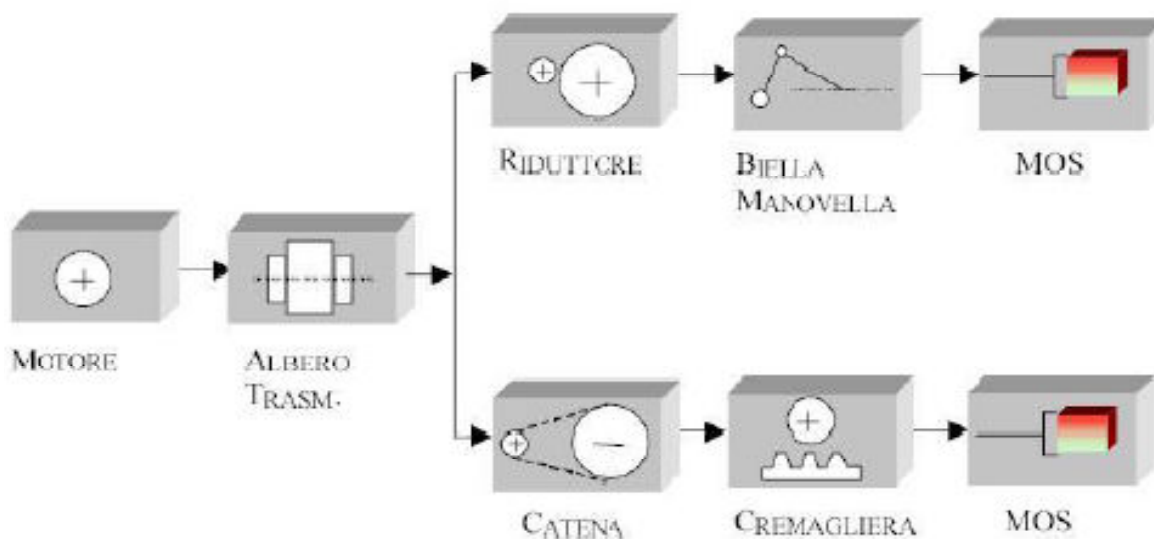 RIDUTTORE
BIELLA
MANOVELLA
MOS
MOTORE
ALBERO
TRASM.
CATENA
CREMAGLIERA
MOS